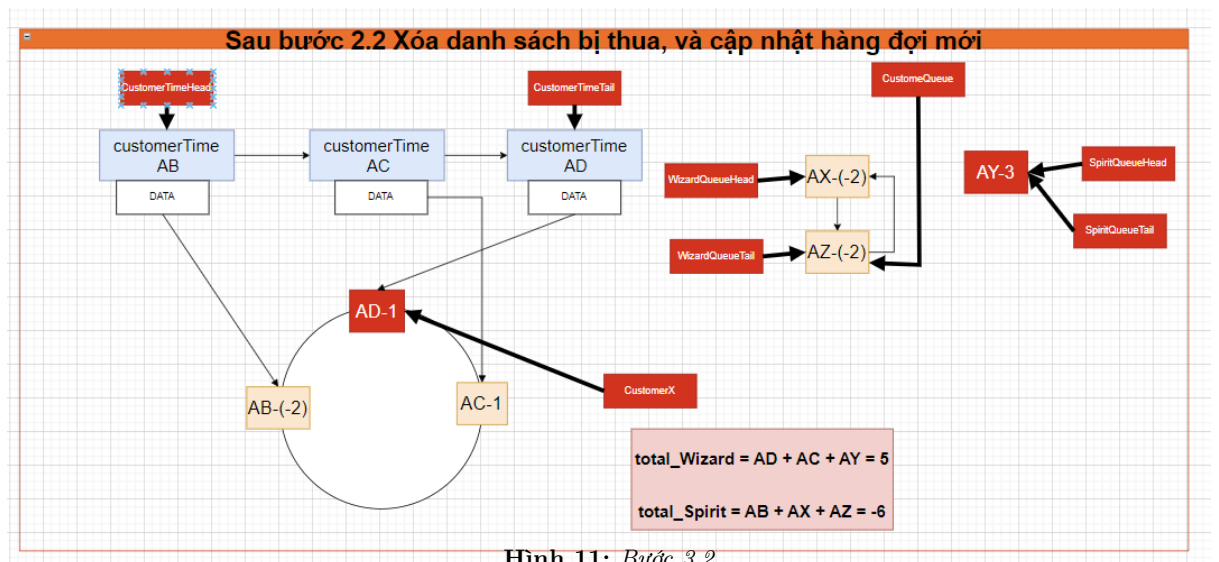 Sau bước 2.2 Xóa danh sách bị thua, và cập nhật hàng đợi mới
CustomerTimeHead
CustomerTimeTail
CustomeQueue
customerTime
AB
customerTime
AC
customerTime
AD
DATA
DATA
DATA
WizardQueueHead
AX-(-2)
AY-3
SpiritQueueHead
SpiritQueueTail
WizardQueueTail
AZ-(-2)
AD-1
CustomerX
AB-(-2)
AC-1
total_Wizard = AD + AC + AY = 5
total_Spirit = AB + AX + AZ = -6
Hình 11: Bước 3.2